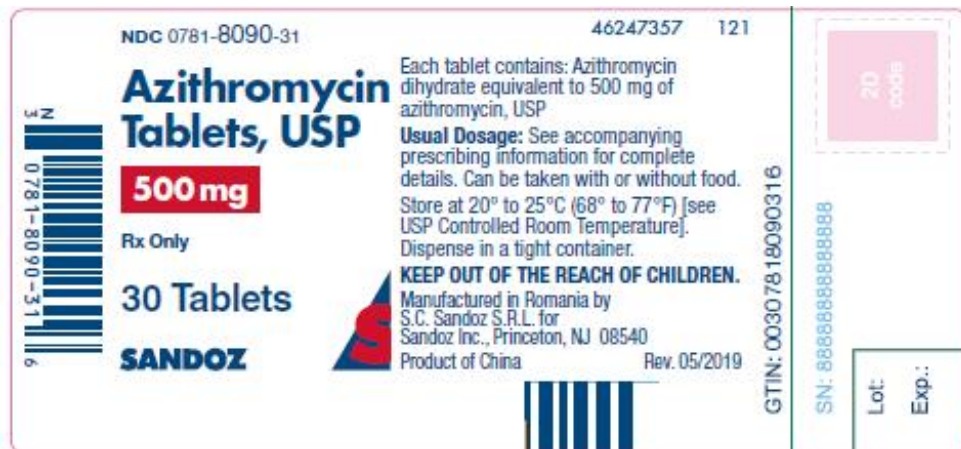 NDC 0781-8090-31
46247357 121
Azithromycin
Tablets, USP
500 mg
Rx Only
30 Tablets
SANDOZ
S
Each tablet contains: Azithromycin
dihydrate equivalent to 500 mg of
azithromycin, USP
Usual Dosage: See accompanying
prescribing information for complete
details. Can be taken with or without food.
Store at 20° to 25°C (68° to 77°F) [see
USP Controlled Room Temperature].
Dispense in a tight container.
KEEP OUT OF THE REACH OF CHILDREN.
Manufactured in Romania by
S.C. Sandoz S.R.L. for
Sandoz Inc., Princeton, NJ 08540
Product of China Rev. 05/2019
N
3 0781-8090-31 6
GTIN: 00307818090316
SN: 88888888888888888888
2D
code
Lot:
Exp.: